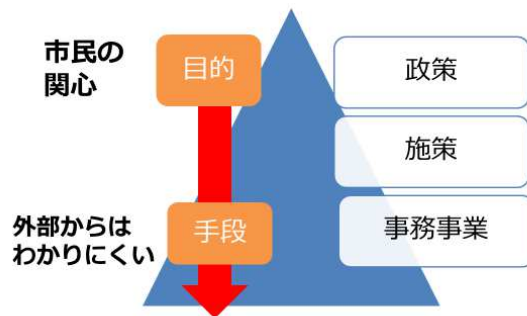 市民の
関心
目的
政策
施策
外部からは
わかりにくい
手段
事務事業